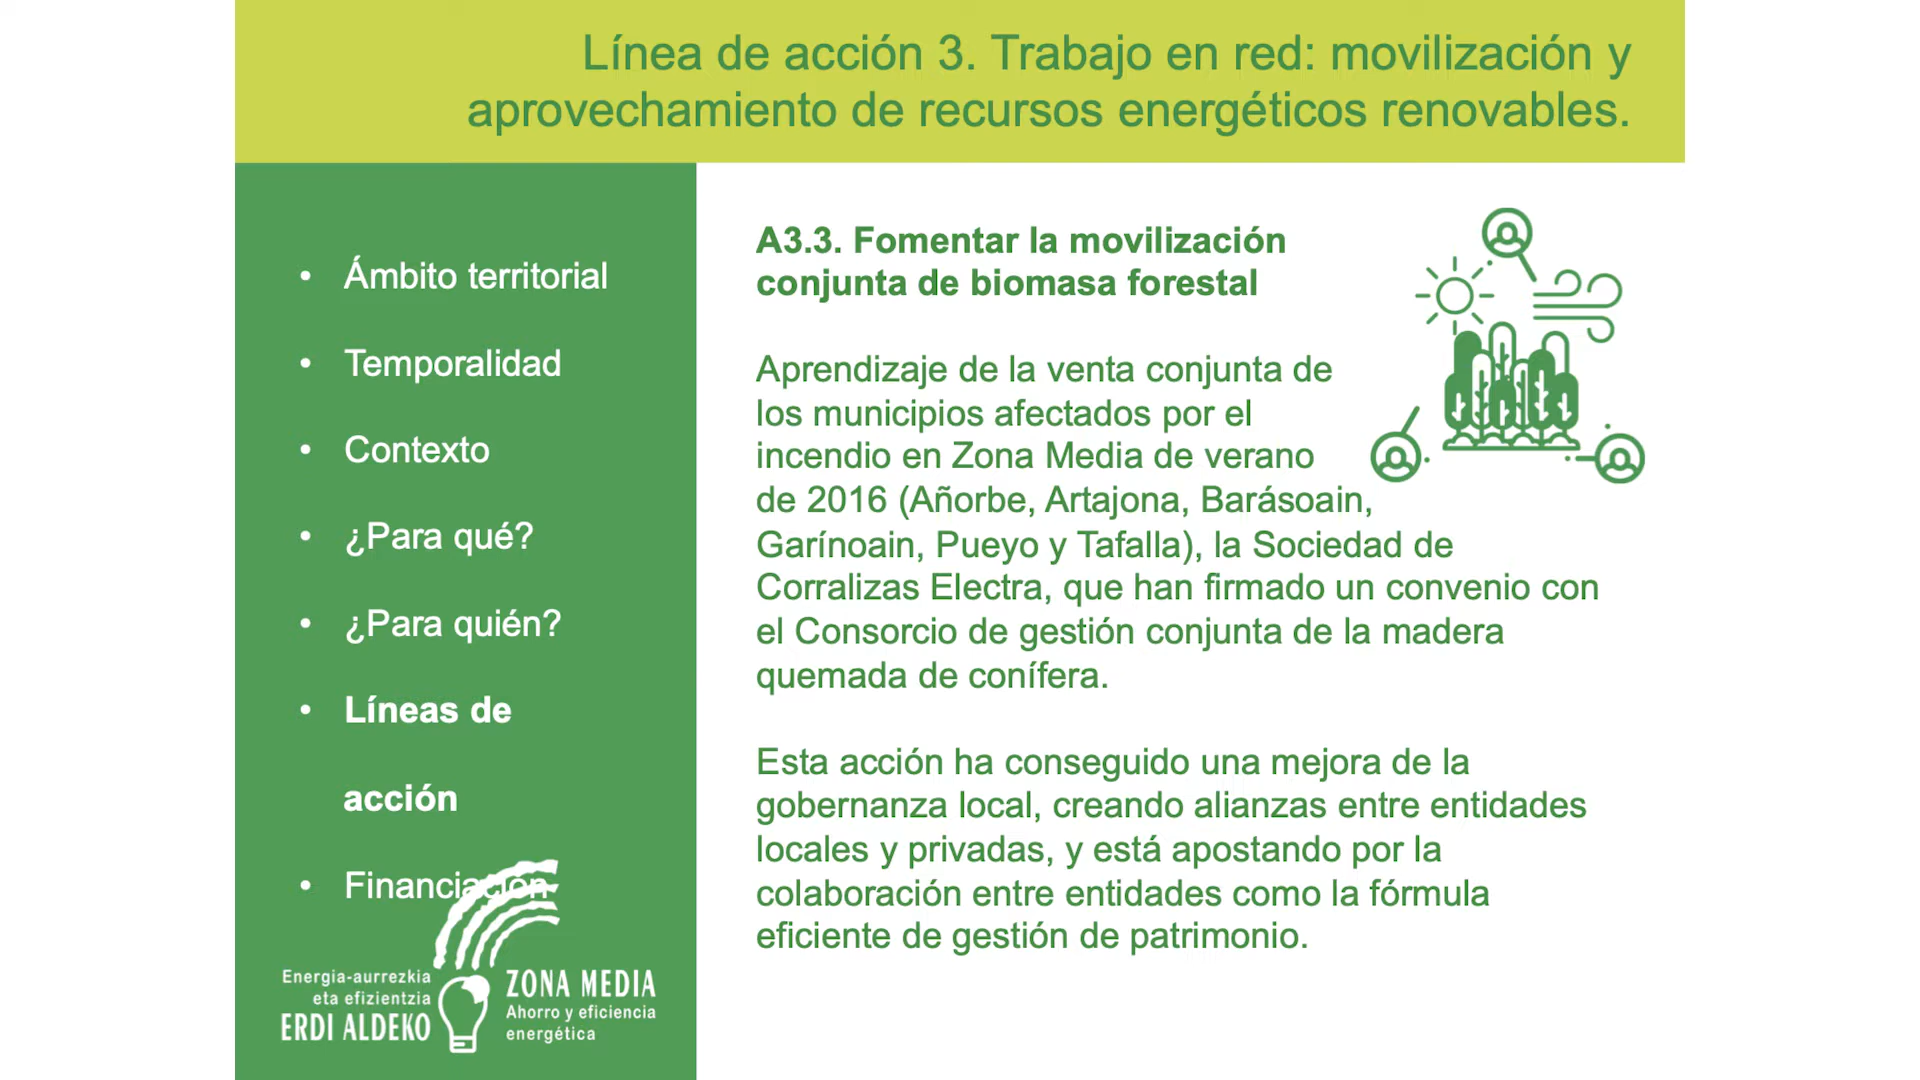 Línea de acción 3. Trabajo en red: movilización y
aprovechamiento de recursos energéticos renovables.
• Ámbito territorial
• Temporalidad
• Contexto
• ¿Para qué?
• ¿Para quién?
• Líneas de
acción
• Financiación
Energia-aurrezkia
eta efizientzia
ERDI ALDEKO
ZONA MEDIA
Ahorro y eficiencia
energética
A3.3. Fomentar la movilización
conjunta de biomasa forestal
Aprendizaje de la venta conjunta de
los municipios afectados por el
incendio en Zona Media de verano
de 2016 (Añorbe, Artajona, Barásoain,
Garínoain, Pueyo y Tafalla), la Sociedad de
Corralizas Electra, que han firmado un convenio con
el Consorcio de gestión conjunta de la madera
quemada de conífera.
Esta acción ha conseguido una mejora de la
gobernanza local, creando alianzas entre entidades
locales y privadas, y está apostando por la
colaboración entre entidades como la fórmula
eficiente de gestión de patrimonio.